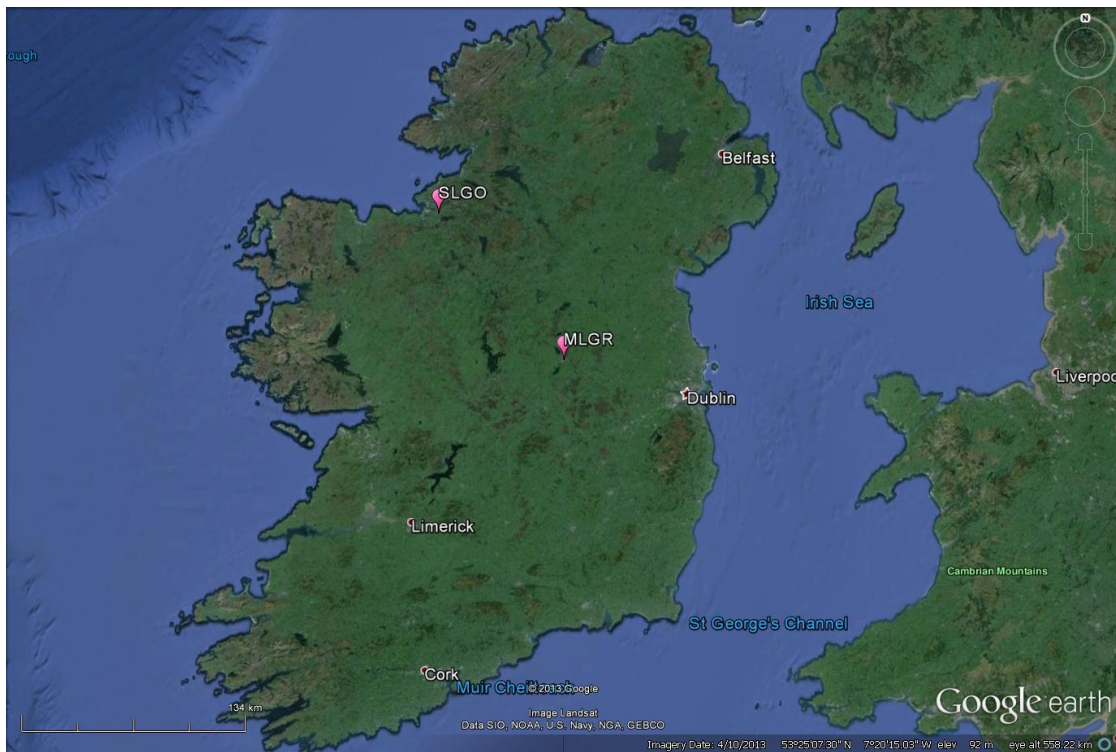 N
ough
Belfast
SLGO
Irish Sea
MLGR
Liverpoo
Dublin
Limerick
Cambrian Mountains
St George's Channel
Cork
Muir Chei
© 2013 Google
134 km
Google earth
Image Landsat
Data SIO, NOAA, U.S. Navy, NGA, GEBCO
Imagery Date: 4/10/2013 53°25'07.30" N 7°20'15.03" W elev 92 m eye alt 558.22 km